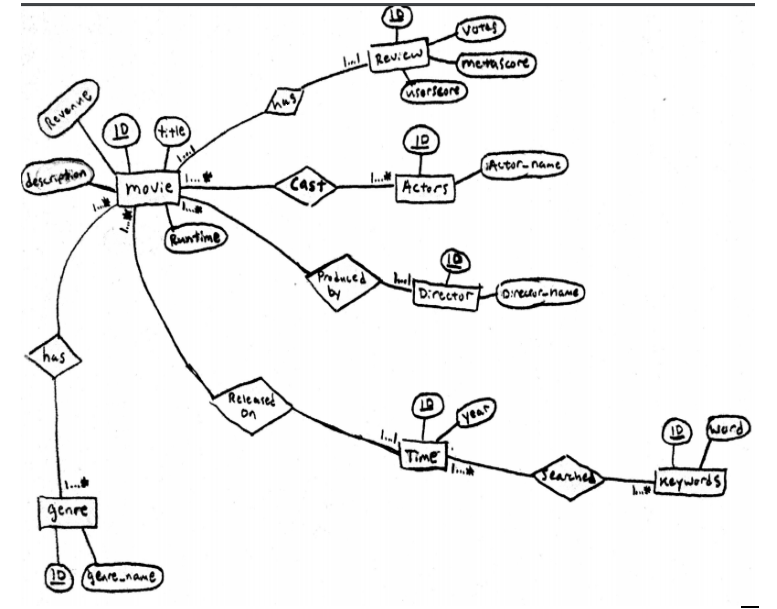 ID
Votes
Review
metascore
userscore
1...1
has
Revenue
ID
title
1...1
description
movie
1...*
Cast
1...*
Actors
ID
Actor_name
1...*
1...*
1...*
Runtime
Produced
by
1...1
Director
ID
Director_name
has
Released
on
1...1
Time
ID
year
1...*
Searched
1...*
Keywords
ID
word
1...*
genre
ID
genre_name